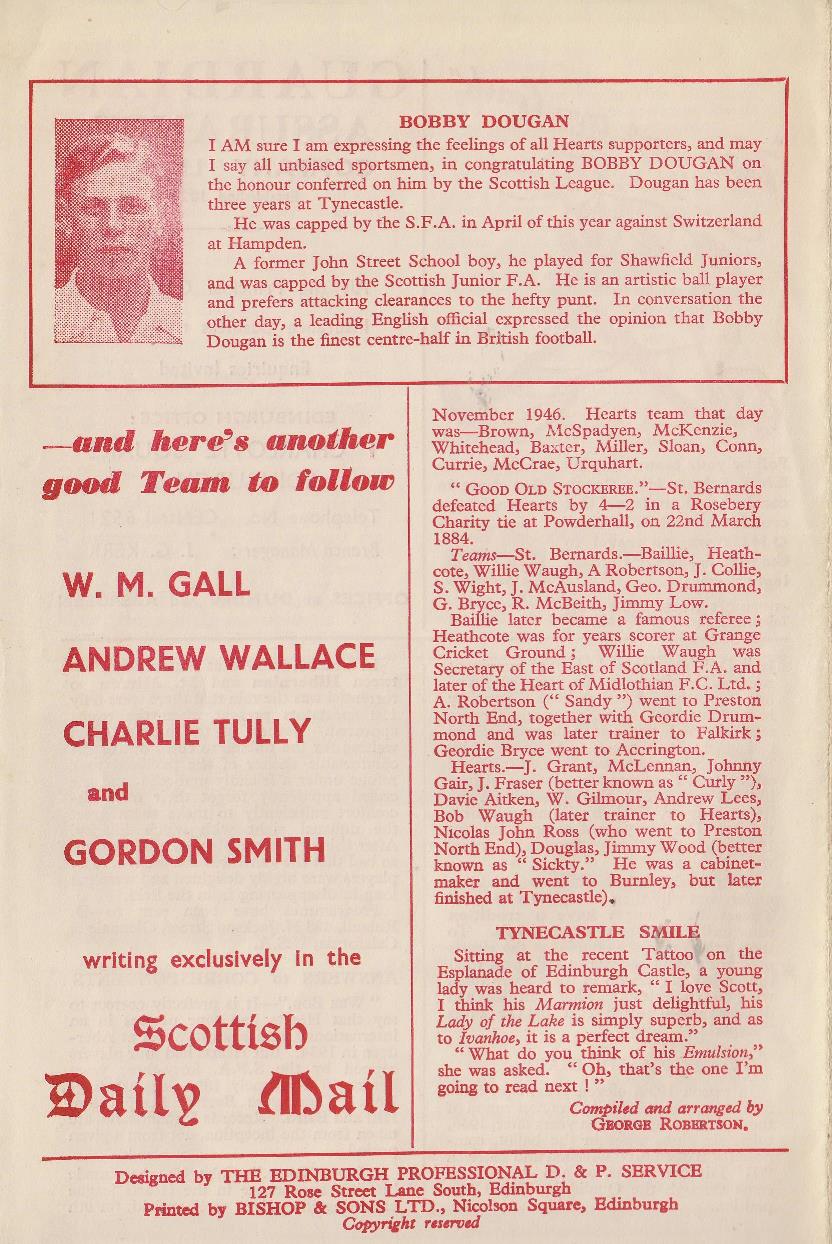 BOBBY DOUGAN
I AM sure I am expressing the feelings of all Hearts supporters, and may
I say all unbiased sportsmen, in congratulating BOBBY DOUGAN on
the honour conferred on him by the Scottish League. Dougan has been
three years at Tynecastle.
He was capped by the S.F.A. in April of this year against Switzerland
at Hampden.
A former John Street School boy, he played for Shawfield Juniors,
and was capped by the Scottish Junior F.A. He is an artistic ball player
and prefers attacking clearances to the hefty punt. In conversation the
other day, a leading English official expressed the opinion that Bobby
Dougan is the finest centre-half in British football.
—and here's another
good Team to follow
W. M. GALL
ANDREW WALLACE
CHARLIE TULLY
and
GORDON SMITH
writing exclusively in the
Scottish
Daily Mail
November 1946. Hearts team that day
was—Brown, McSpadyen, McKenzie,
Whitehead, Baxter, Miller, Sloan, Conn,
Currie, McCrae, Urquhart.
" GOOD OLD STOCKEREE."—St. Bernards
defeated Hearts by 4—2 in a Rosebery
Charity tie at Powderhall, on 22nd March
1884.
Teams—St. Bernards.—Baillie, Heath-
cote, Willie Waugh, A Robertson, J. Collie,
S. Wight, J. McAusland, Geo. Drummond,
G. Bryce, R. McBeith, Jimmy Low.
Baillie later became a famous referee ;
Heathcote was for years scorer at Grange
Cricket Ground ; Willie Waugh was
Secretary of the East of Scotland F.A. and
later of the Heart of Midlothian F.C. Ltd. ;
A. Robertson (" Sandy ") went to Preston
North End, together with Geordie Drum-
mond and was later trainer to Falkirk ;
Geordie Bryce went to Accrington.
Hearts.—J. Grant, McLennan, Johnny
Gair, J. Fraser (better known as " Curly "),
Davie Aitken, W. Gilmour, Andrew Lees,
Bob Waugh (later trainer to Hearts),
Nicolas John Ross (who went to Preston
North End), Douglas, Jimmy Wood (better
known as " Sickty." He was a cabinet-
maker and went to Burnley, but later
finished at Tynecastle).
TYNECASTLE SMILE
Sitting at the recent Tattoo on the
Esplanade of Edinburgh Castle, a young
lady was heard to remark, " I love Scott,
I think his Marmion just delightful, his
Lady of the Lake is simply superb, and as
to Ivanhoe, it is a perfect dream."
" What do you think of his Emulsion,"
she was asked. " Oh, that's the one I'm
going to read next ! "
Compiled and arranged by
GEORGE ROBERTSON.
Designed by THE EDINBURGH PROFESSIONAL D. & P. SERVICE
127 Rose Street Lane South, Edinburgh
Printed by BISHOP & SONS LTD., Nicolson Square, Edinburgh
Copyright reserved